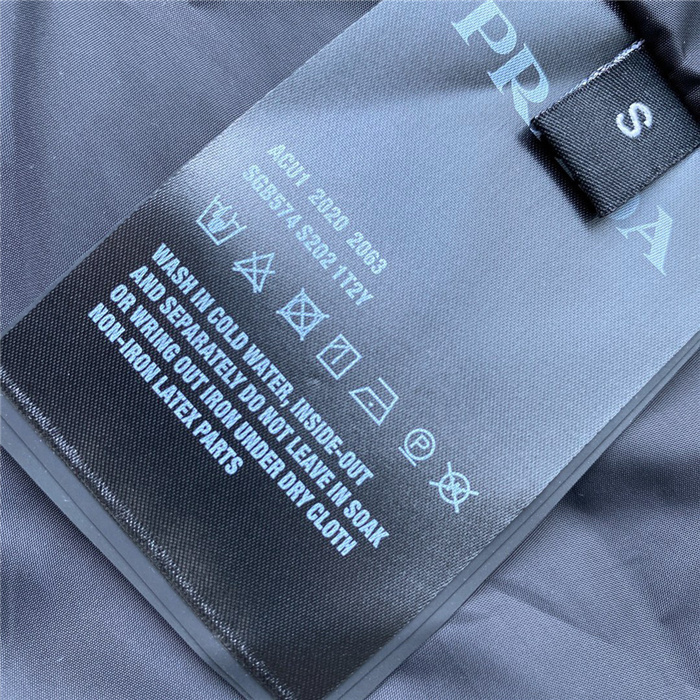 PRADA
S
ACU1 2020 2063
SGB574 S202 1T2Y
P
WASH IN COLD WATER, INSIDE-OUT
AND SEPARATELY DO NOT LEAVE IN SOAK
OR WRING OUT IRON UNDER DRY CLOTH
NON-IRON LATEX PARTS